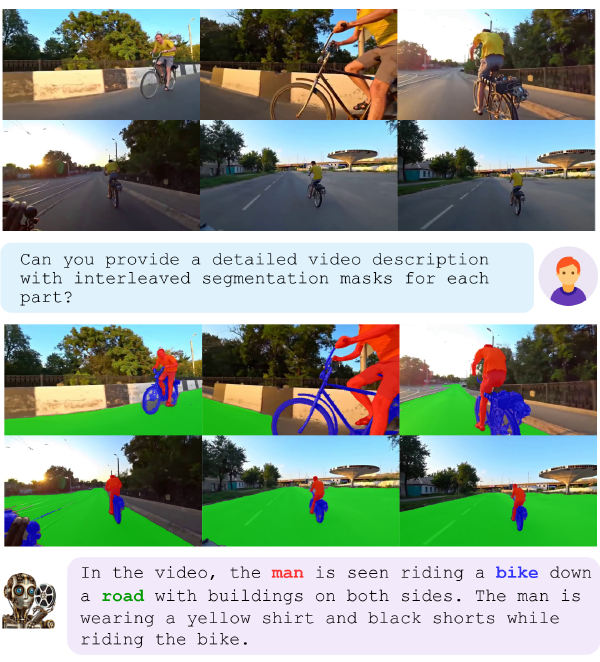 Can you provide a detailed video description
with interleaved segmentation masks for each
part?
In the video, the man is seen riding a bike down
a road with buildings on both sides. The man is
wearing a yellow shirt and black shorts while
riding the bike.